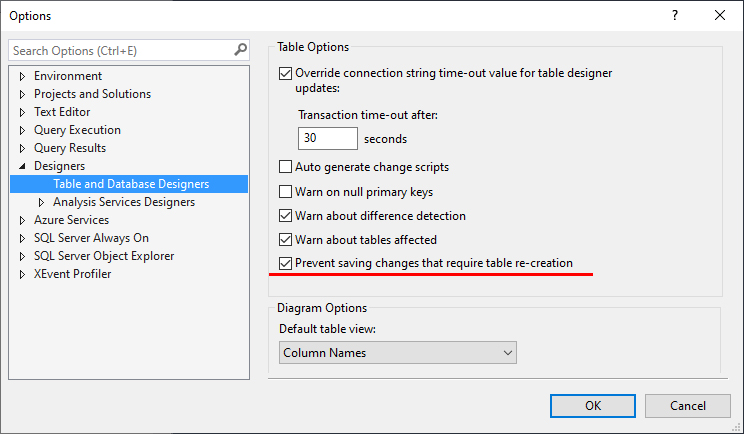 Options
Search Options (Ctrl+E)
Environment
Projects and Solutions
Text Editor
Query Execution
Query Results
Designers
Table and Database Designers
Analysis Services Designers
Azure Services
SQL Server Always On
SQL Server Object Explorer
XEvent Profiler
Table Options
Override connection string time-out value for table designer
updates:
Transaction time-out after:
30 seconds
Auto generate change scripts
Warn on null primary keys
Warn about difference detection
Warn about tables affected
Prevent saving changes that require table re-creation
Diagram Options
Default table view:
Column Names
OK Cancel